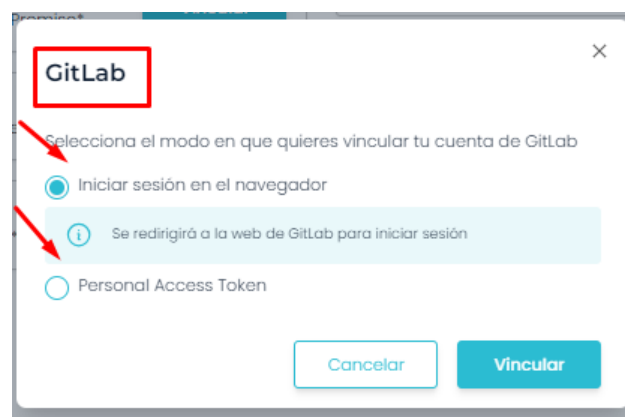 GitLab
Selecciona el modo en que quieres vincular tu cuenta de GitLab
Iniciar sesión en el navegador
Se redirigirá a la web de GitLab para iniciar sesión
Personal Access Token
Cancelar
Vincular